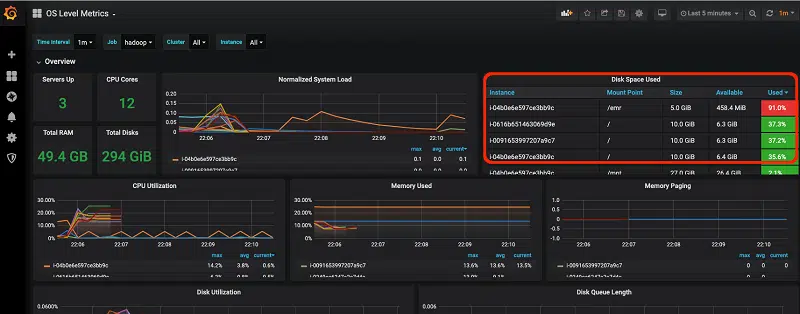 OS Level Metrics
Last 5 minutes
1m
Time Interval 1m Job hadoop Cluster All Instance All
Overview
Servers Up
3
CPU Cores
12
Total RAM
49.4 GB
Total Disks
294 GiB
Normalized System Load
0.20
0.15
0.10
0.05
0
22:06 22:07 22:08 22:09 22:10
max avg current
i-04b0e6e597ce3bb9c 0.1 0.0 0.1
Disk Space Used
Instance Mount Point Size Available Used
i-04b0e6e597ce3bb9c /emr 5.0 GiB 458.4 MiB 91.0%
i-0616b651463069d9e / 10.0 GiB 6.3 GiB 37.3%
i-0091653997207a9c7 / 10.0 GiB 6.3 GiB 37.2%
i-04b0e6e597ce3bb9c / 10.0 GiB 6.4 GiB 35.6%
i-04b0e6e597ce3bb9c /mnt 27.0 GiB 26.4 GiB 2.1%
CPU Utilization
30.00%
20.00%
10.00%
0%
22:06 22:07 22:08 22:09 22:10
max avg current
i-04b0e6e597ce3bb9c 14.2% 3.8% 0.6%
Memory Used
30.00%
20.00%
10.00%
0%
22:06 22:07 22:08 22:09 22:10
max avg current
i-0091653997207a9c7 13.6% 13.6% 13.5%
Memory Paging
1.0
0.5
0
-0.5
-1.0
22:06 22:07 22:08 22:09 22:10
max avg current
i-0091653997207a9c7 0 0 0
Disk Utilization
0.0600%
Disk Queue Length
0.006